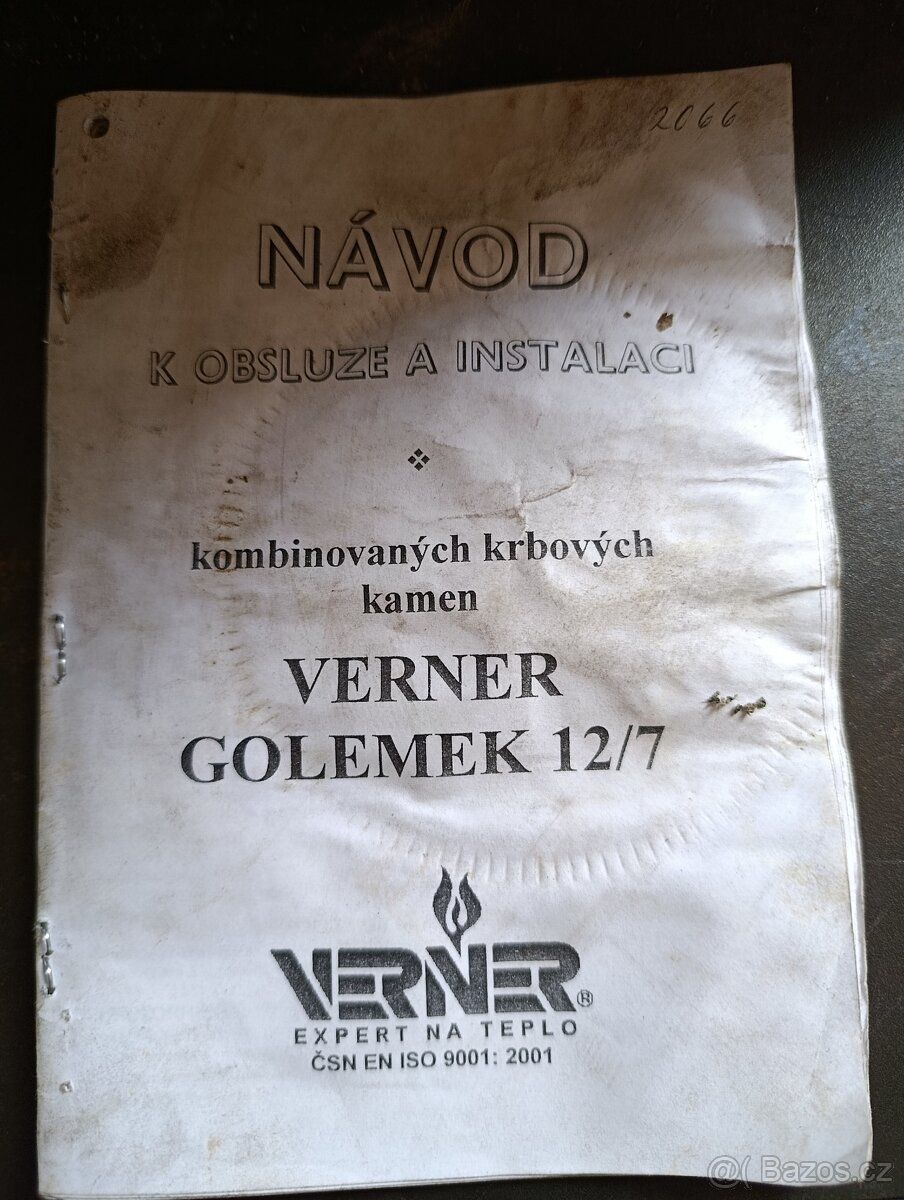 2066
NÁVOD
K OBSLUZE A INSTALACI
kombinovaných krbových
kamen
VERNER
GOLEMEK 12/7
VERNER®
EXPERT NA TEPLO
ČSN EN ISO 9001: 2001
@( Bazos.cz